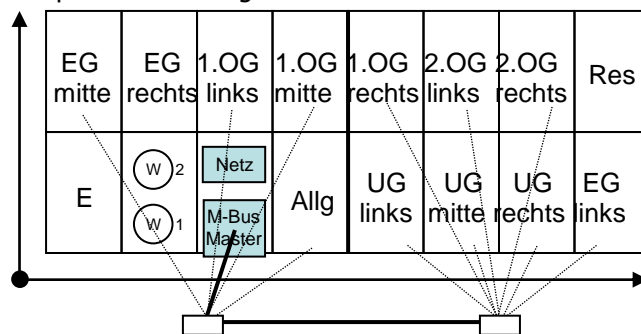 EG EG 1.OG 1.OG 1.OG 2.OG 2.OG Res
mitte rechts links mitte rechts links rechts
E W 2 Netz Allg UG UG UG EG
links mitte rechts links
W 1 M-Bus
Master